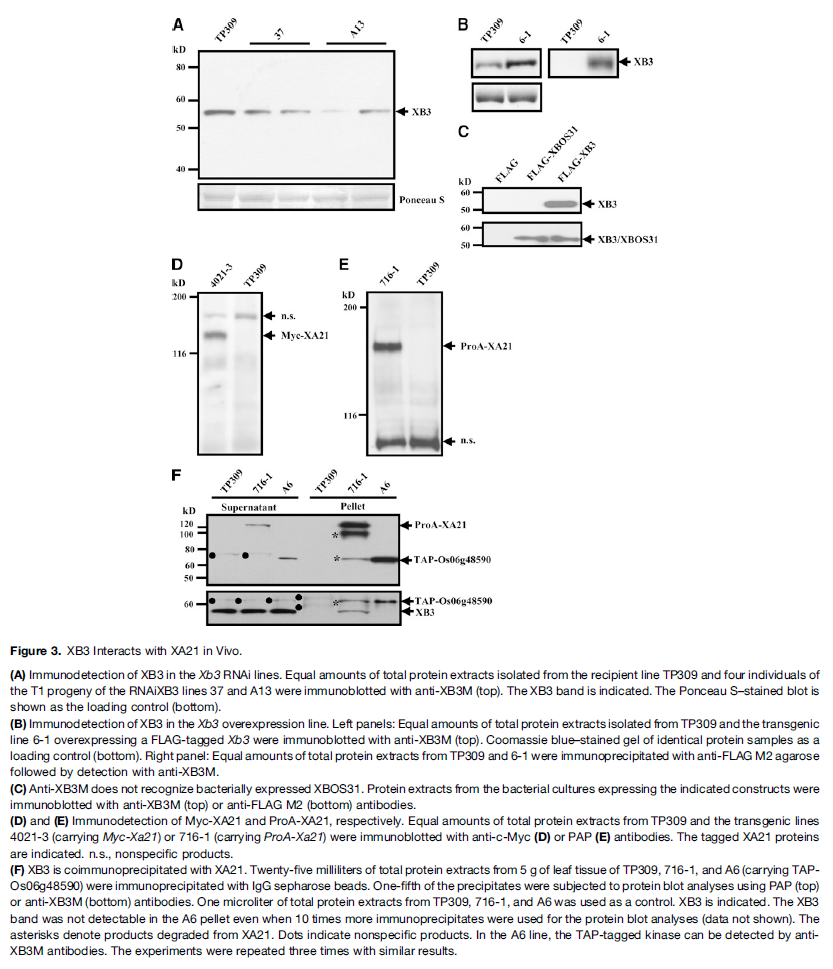 A
TP309 37 A13
kD
80
60
XB3
50
40
Ponceau S
B
TP309 6-1 TP309 6-1
XB3
C
FLAG FLAG-XBOS31 FLAG-XB3
kD
60
XB3
50
60
XB3/XBOS31
50
D
4021-3 TP309
kD
200
n.s.
Myc-XA21
116
E
716-1 TP309
kD
200
ProA-XA21
116
n.s.
F
TP309 716-1 A6 TP309 716-1 A6
Supernatant Pellet
kD
120 ProA-XA21
100 *
80
* TAP-Os06g48590
60
50
TAP-Os06g48590
60 *
XB3
Figure 3. XB3 Interacts with XA21 in Vivo.
(A) Immunodetection of XB3 in the Xb3 RNAi lines. Equal amounts of total protein extracts isolated from the recipient line TP309 and four individuals of
the T1 progeny of the RNAiXB3 lines 37 and A13 were immunoblotted with anti-XB3M (top). The XB3 band is indicated. The Ponceau S–stained blot is
shown as the loading control (bottom).
(B) Immunodetection of XB3 in the Xb3 overexpression line. Left panels: Equal amounts of total protein extracts isolated from TP309 and the transgenic
line 6-1 overexpressing a FLAG-tagged Xb3 were immunoblotted with anti-XB3M (top). Coomassie blue–stained gel of identical protein samples as a
loading control (bottom). Right panel: Equal amounts of total protein extracts from TP309 and 6-1 were immunoprecipitated with anti-FLAG M2 agarose
followed by detection with anti-XB3M.
(C) Anti-XB3M does not recognize bacterially expressed XBOS31. Protein extracts from the bacterial cultures expressing the indicated constructs were
immunoblotted with anti-XB3M (top) or anti-FLAG M2 (bottom) antibodies.
(D) and (E) Immunodetection of Myc-XA21 and ProA-XA21, respectively. Equal amounts of total protein extracts from TP309 and the transgenic lines
4021-3 (carrying Myc-Xa21) or 716-1 (carrying ProA-Xa21) were immunoblotted with anti-c-Myc (D) or PAP (E) antibodies. The tagged XA21 proteins
are indicated. n.s., nonspecific products.
(F) XB3 is coimmunoprecipitated with XA21. Twenty-five milliliters of total protein extracts from 5 g of leaf tissue of TP309, 716-1, and A6 (carrying TAP-
Os06g48590) were immunoprecipitated with IgG sepharose beads. One-fifth of the precipitates were subjected to protein blot analyses using PAP (top)
or anti-XB3M (bottom) antibodies. One microliter of total protein extracts from TP309, 716-1, and A6 was used as a control. XB3 is indicated. The XB3
band was not detectable in the A6 pellet even when 10 times more immunoprecipitates were used for the protein blot analyses (data not shown). The
asterisks denote products degraded from XA21. Dots indicate nonspecific products. In the A6 line, the TAP-tagged kinase can be detected by anti-
XB3M antibodies. The experiments were repeated three times with similar results.